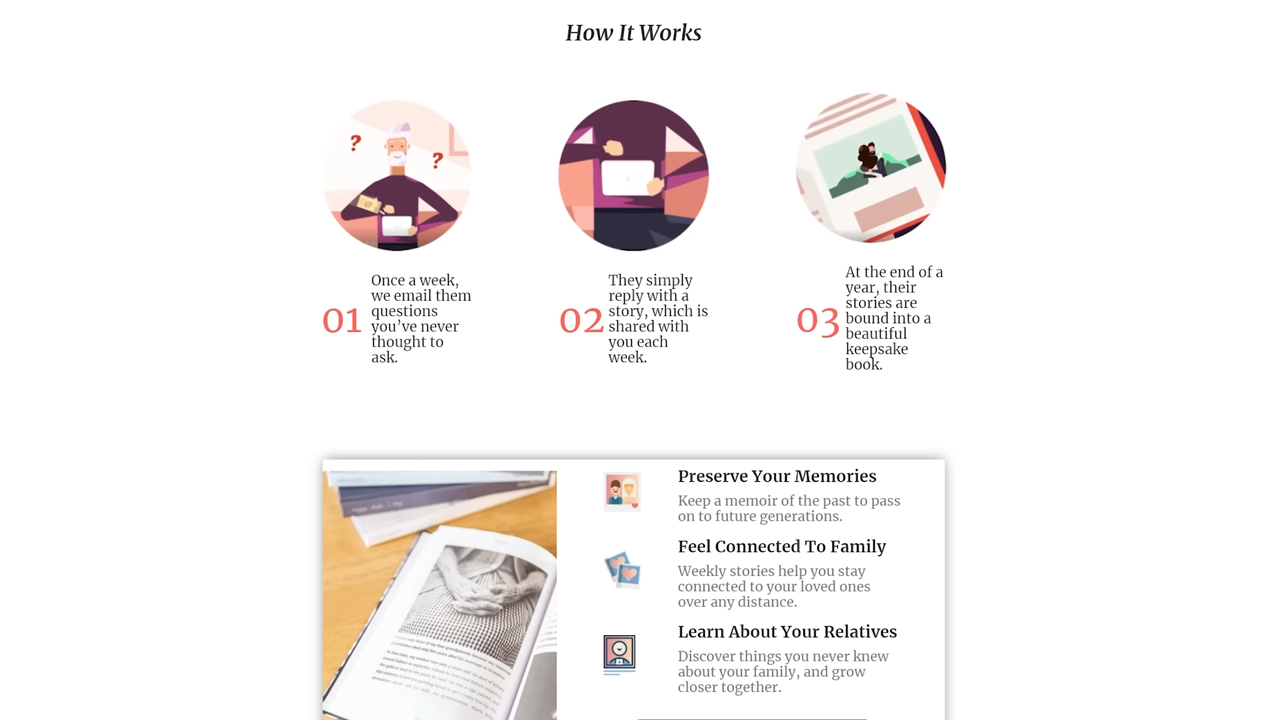 How It Works
?
?
Once a week,
we email them
questions
you’ve never
thought to
ask.
01
They simply
reply with a
story, which is
shared with
you each
week.
02
At the end of a
year, their
stories are
bound into a
beautiful
keepsake
book.
03
Preserve Your Memories
Keep a memoir of the past to pass
on to future generations.
Feel Connected To Family
Weekly stories help you stay
connected to your loved ones
over any distance.
Learn About Your Relatives
Discover things you never knew
about your family, and grow
closer together.